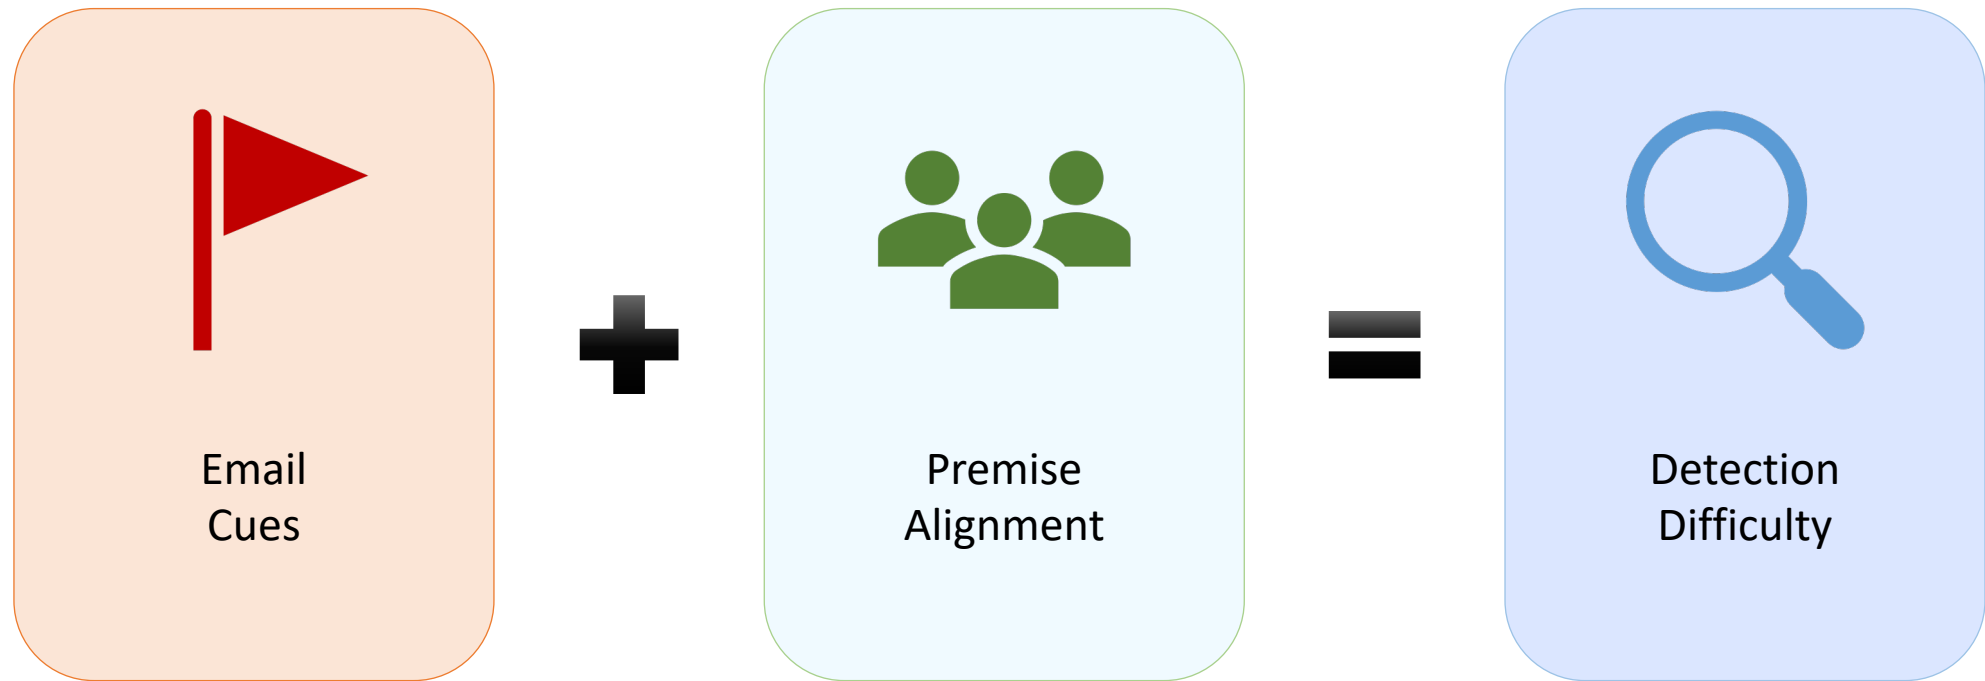 Email
Cues
Premise
Alignment
Detection
Difficulty